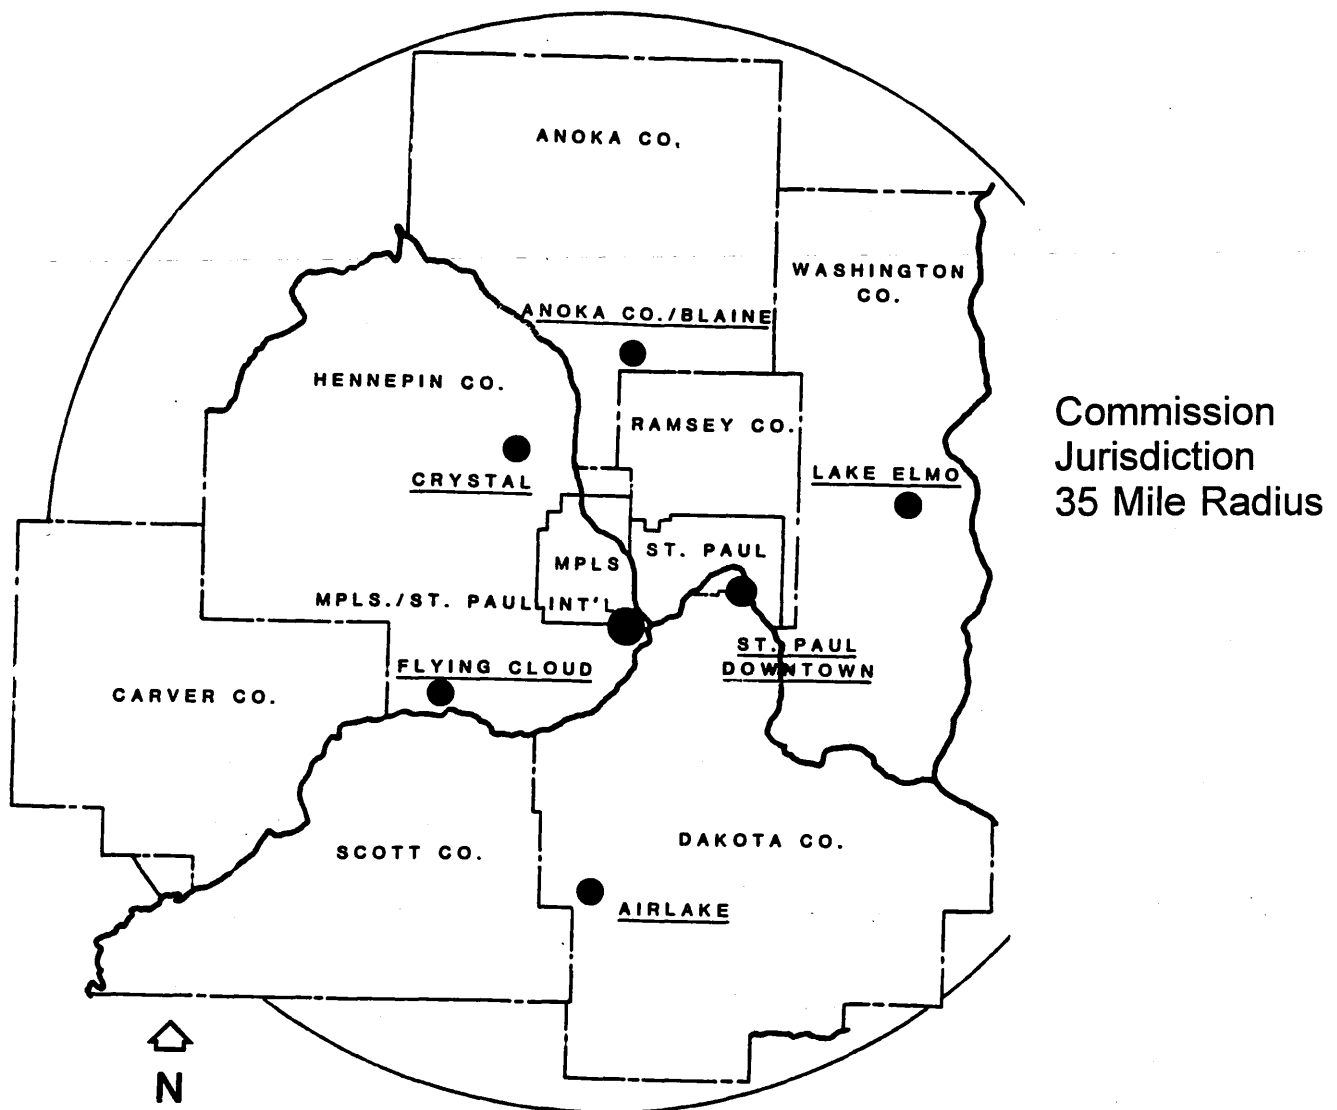 ANOKA CO.
WASHINGTON
CO.
ANOKA CO./BLAINE
HENNEPIN CO.
RAMSEY CO.
Commission
Jurisdiction
35 Mile Radius
CRYSTAL
LAKE ELMO
MPLS
ST. PAUL
MPLS./ST. PAUL INT'L
ST. PAUL
DOWNTOWN
FLYING CLOUD
CARVER CO.
SCOTT CO.
DAKOTA CO.
AIRLAKE
N